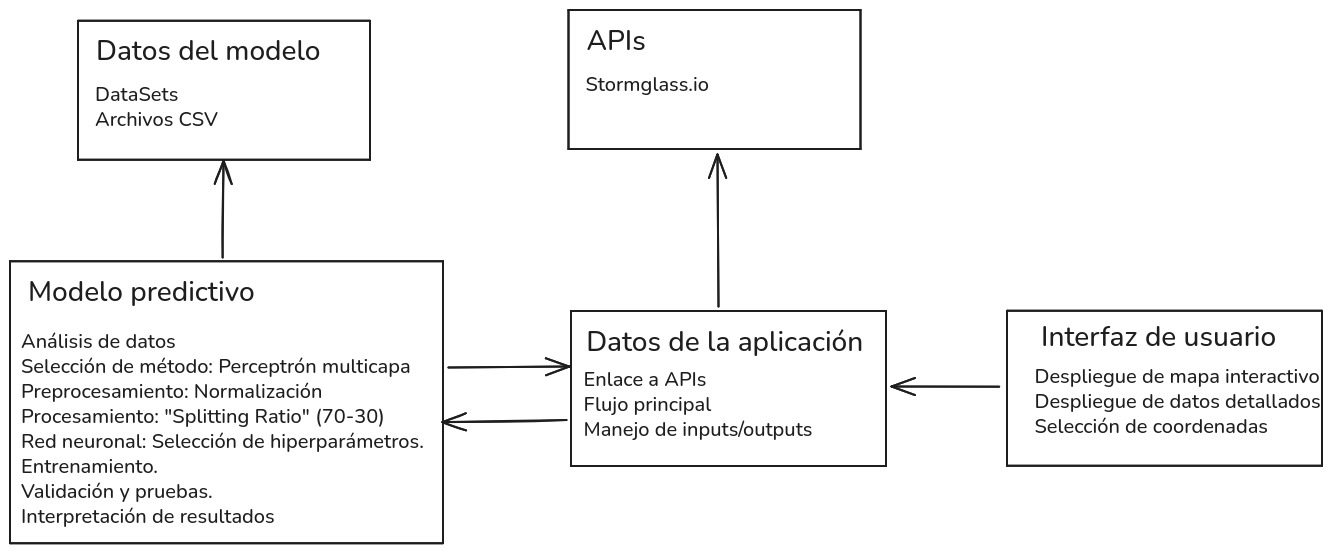 Datos del modelo
DataSets
Archivos CSV
APIs
Stormglass.io
Modelo predictivo
Análisis de datos
Selección de método: Perceptrón multicapa
Preprocesamiento: Normalización
Procesamiento: "Splitting Ratio" (70-30)
Red neuronal: Selección de hiperparámetros.
Entrenamiento.
Validación y pruebas.
Interpretación de resultados
Datos de la aplicación
Enlace a APIs
Flujo principal
Manejo de inputs/outputs
Interfaz de usuario
Despliegue de mapa interactivo
Despliegue de datos detallados
Selección de coordenadas